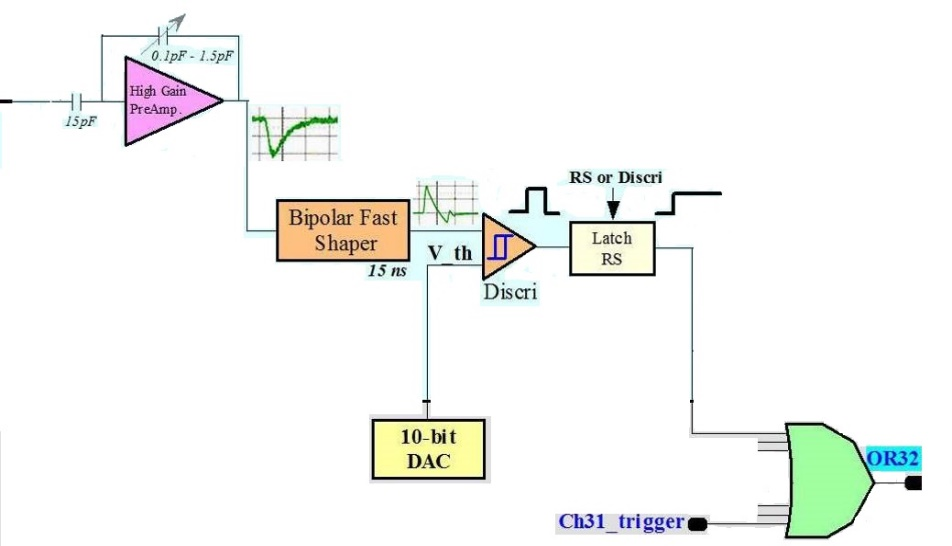 0.1pF - 1.5pF
High Gain
PreAmp.
15pF
RS or Discri
Bipolar Fast
Shaper
15 ns
V_th
Discri
Latch
RS
10-bit
DAC
OR32
Ch31_trigger